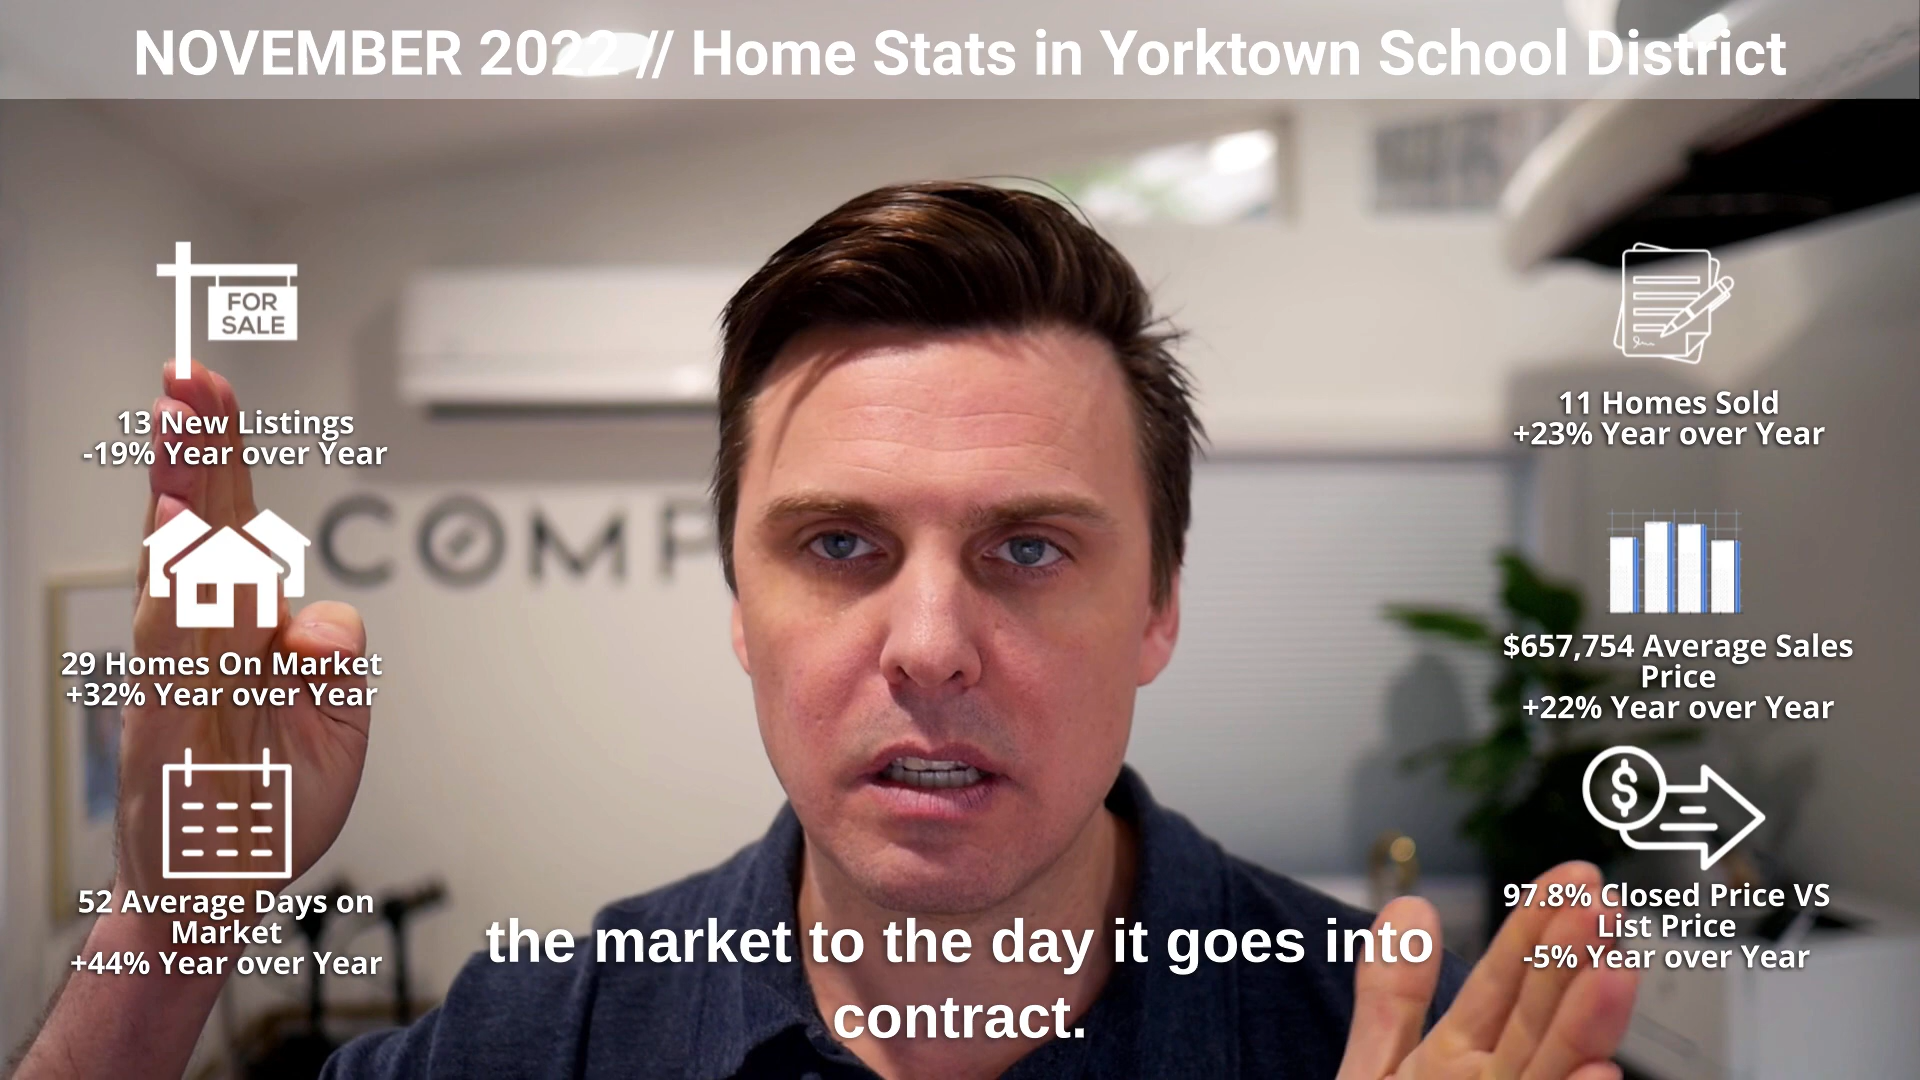 NOVEMBER 2022 // Home Stats in Yorktown School District
FOR
SALE
13 New Listings
-19% Year over Year
29 Homes On Market
+32% Year over Year
52 Average Days on
Market
+44% Year over Year
COMP
11 Homes Sold
+23% Year over Year
$657,754 Average Sales
Price
+22% Year over Year
$
97.8% Closed Price VS
List Price
-5% Year over Year
the market to the day it goes into
contract.